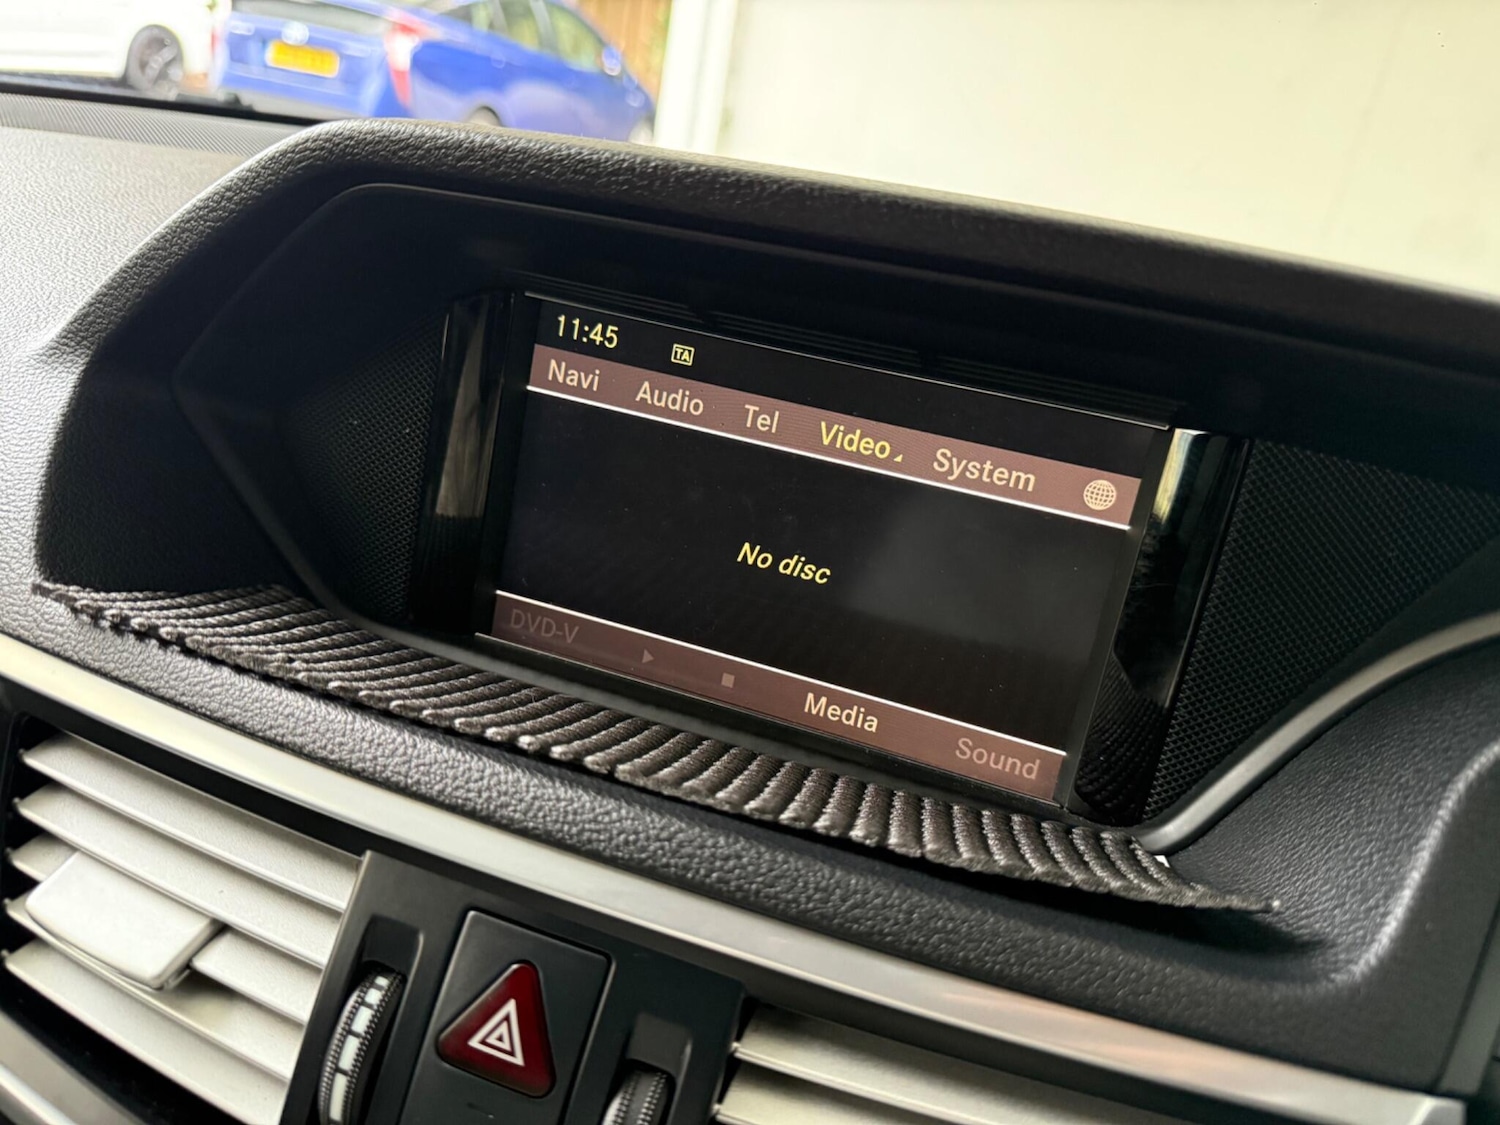 11:45 TA
Navi Audio Tel Video System
No disc
DVD-V Media Sound